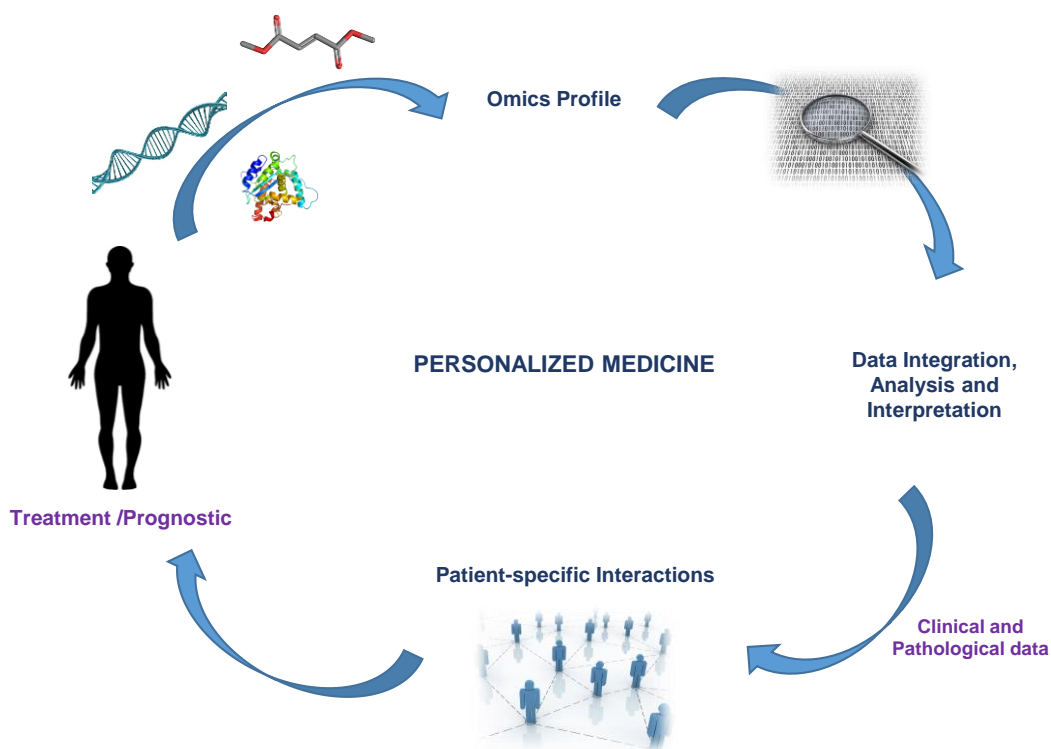 Omics Profile
PERSONALIZED MEDICINE
Data Integration,
Analysis and
Interpretation
Treatment /Prognostic
Patient-specific Interactions
Clinical and
Pathological data